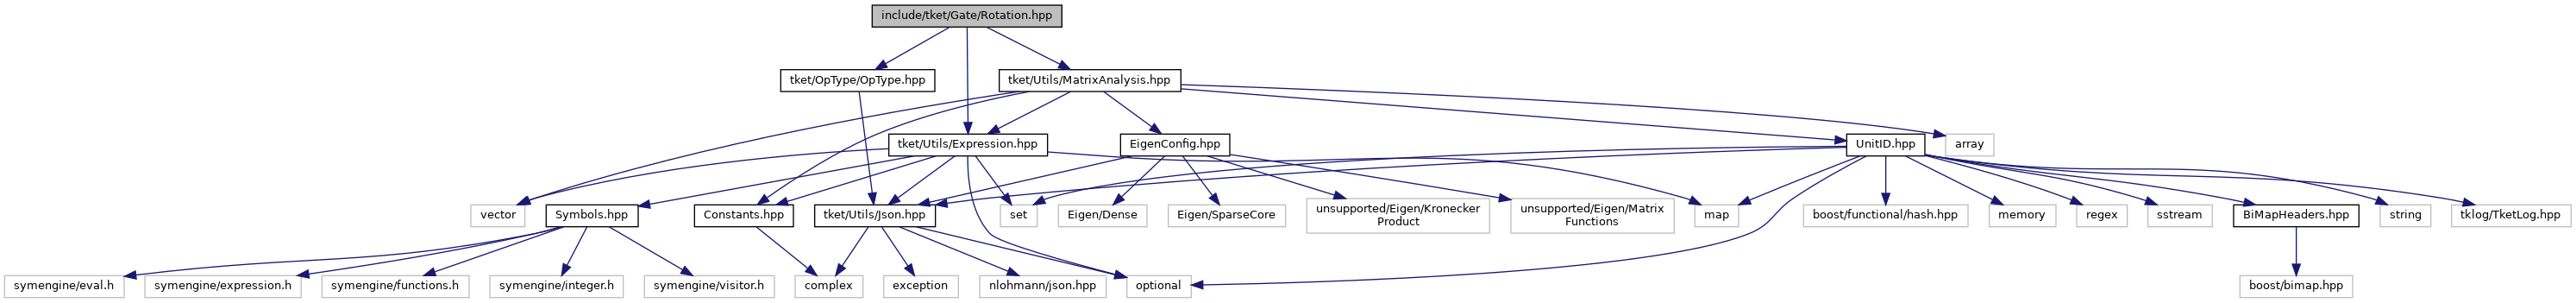 include/tket/Gate/Rotation.hpp
tket/OpType/OpType.hpp
tket/Utils/MatrixAnalysis.hpp
tket/Utils/Expression.hpp
EigenConfig.hpp
UnitID.hpp
array
vector
Symbols.hpp
Constants.hpp
tket/Utils/Json.hpp
set
Eigen/Dense
Eigen/SparseCore
unsupported/Eigen/Kronecker
Product
unsupported/Eigen/Matrix
Functions
map
boost/functional/hash.hpp
memory
regex
sstream
BiMapHeaders.hpp
string
tklog/TketLog.hpp
symengine/eval.h
symengine/expression.h
symengine/functions.h
symengine/integer.h
symengine/visitor.h
complex
exception
nlohmann/json.hpp
optional
boost/bimap.hpp